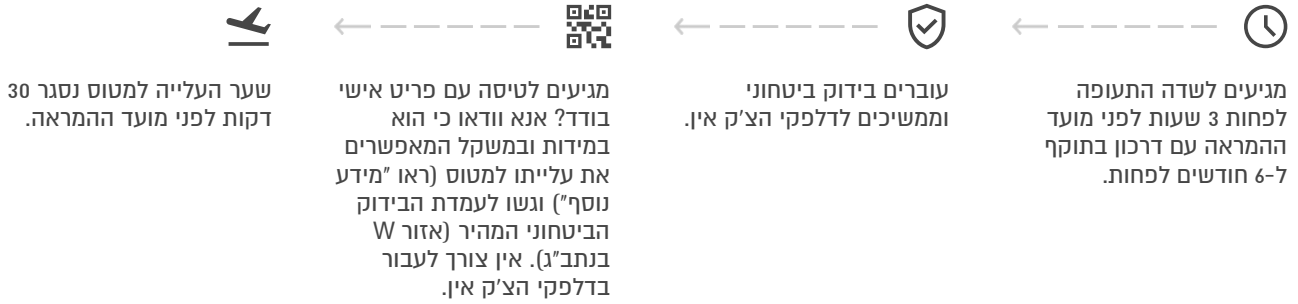 מגיעים לשדה התעופה
לפחות 3 שעות לפני מועד
ההמראה עם דרכון בתוקף
ל-6 חודשים לפחות.
עוברים בידוק ביטחוני
וממשיכים לדלפקי הצ'ק אין.
מגיעים לטיסה עם פריט אישי
בודד? אנא וודאו כי הוא
במידות ובמשקל המאפשרים
את עלייתו למטוס (ראו "מידע
נוסף") וגשו לעמדת הבידוק
הביטחוני המהיר (אזור W
בנתב"ג). אין צורך לעבור
בדלפקי הצ'ק אין.
שער העלייה למטוס נסגר 30
דקות לפני מועד ההמראה.